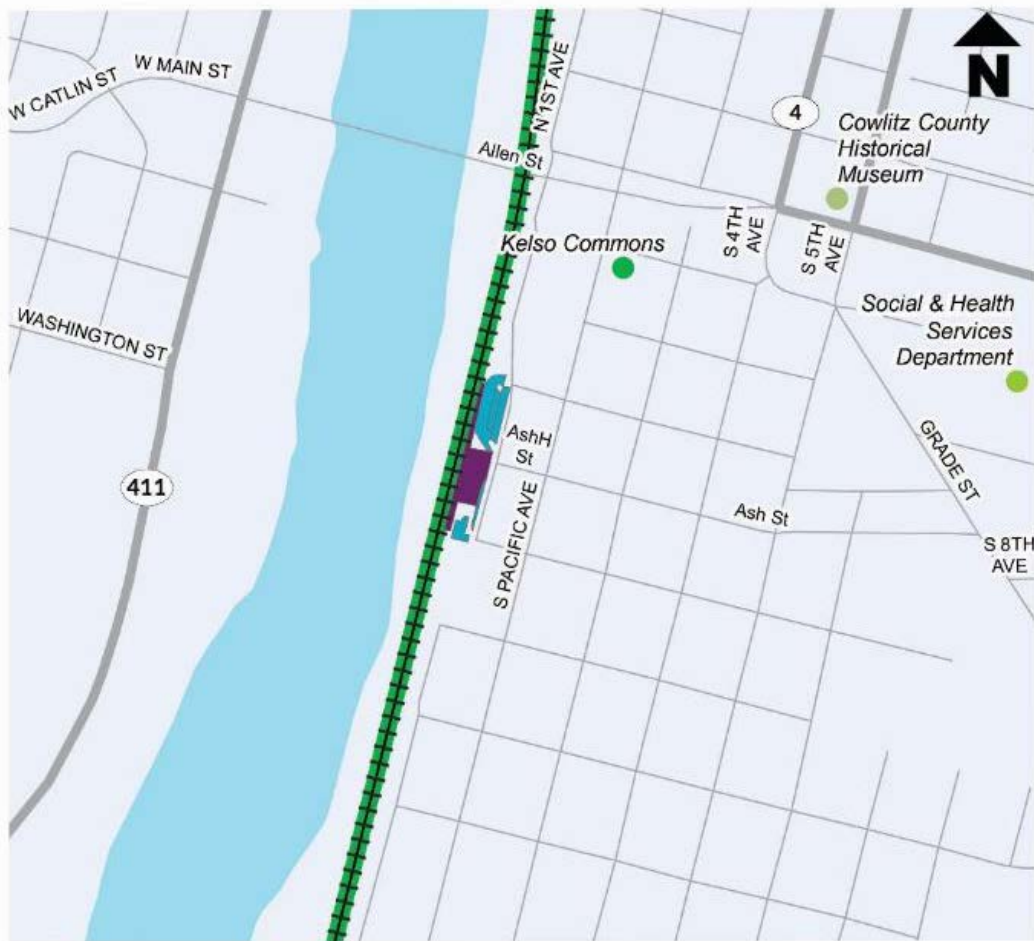 N
W MAIN ST
W CATLIN ST
N 1ST AVE
4
Cowlitz County
Historical
Museum
Allen St
Kelso Commons
S 4TH
AVE
S 5TH
AVE
Social & Health
Services
Department
WASHINGTON ST
AshH
St
GRADE ST
411
S PACIFIC AVE
Ash St
S 8TH
AVE